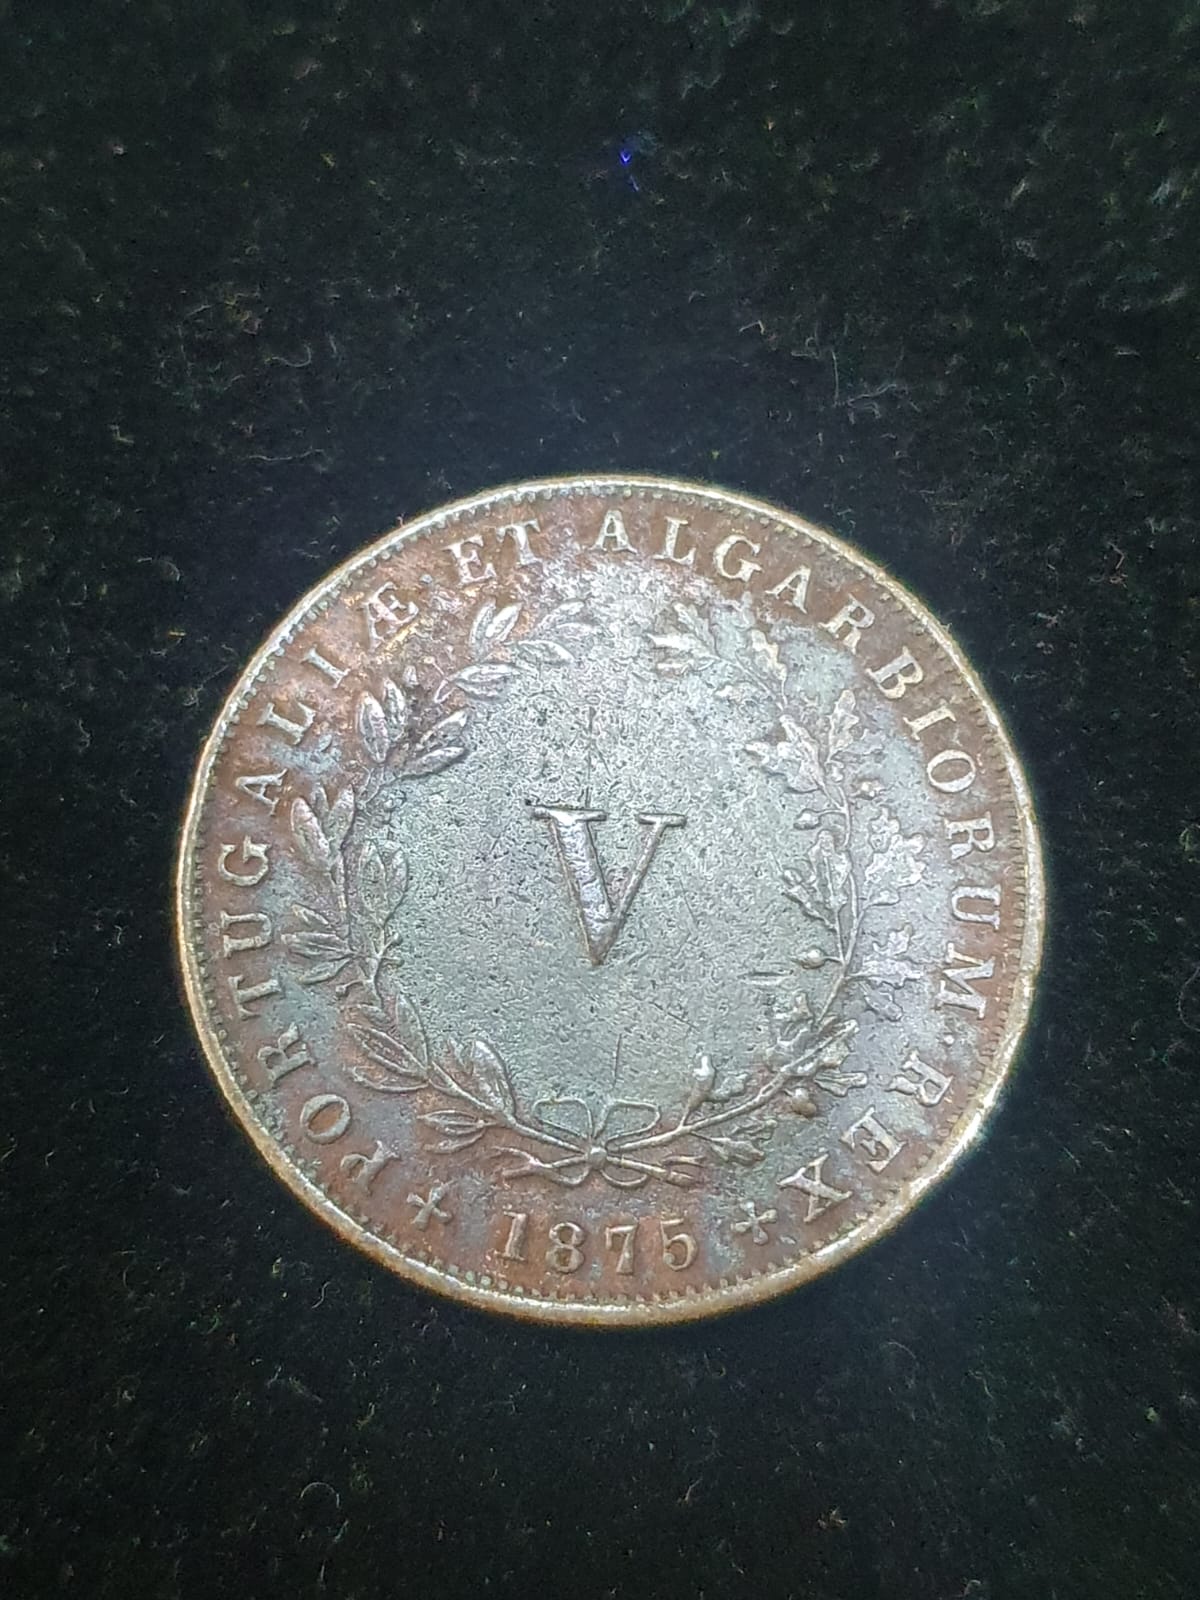 PORTUGALIÆ · ET ALGARBIORUM · REX
V
1875